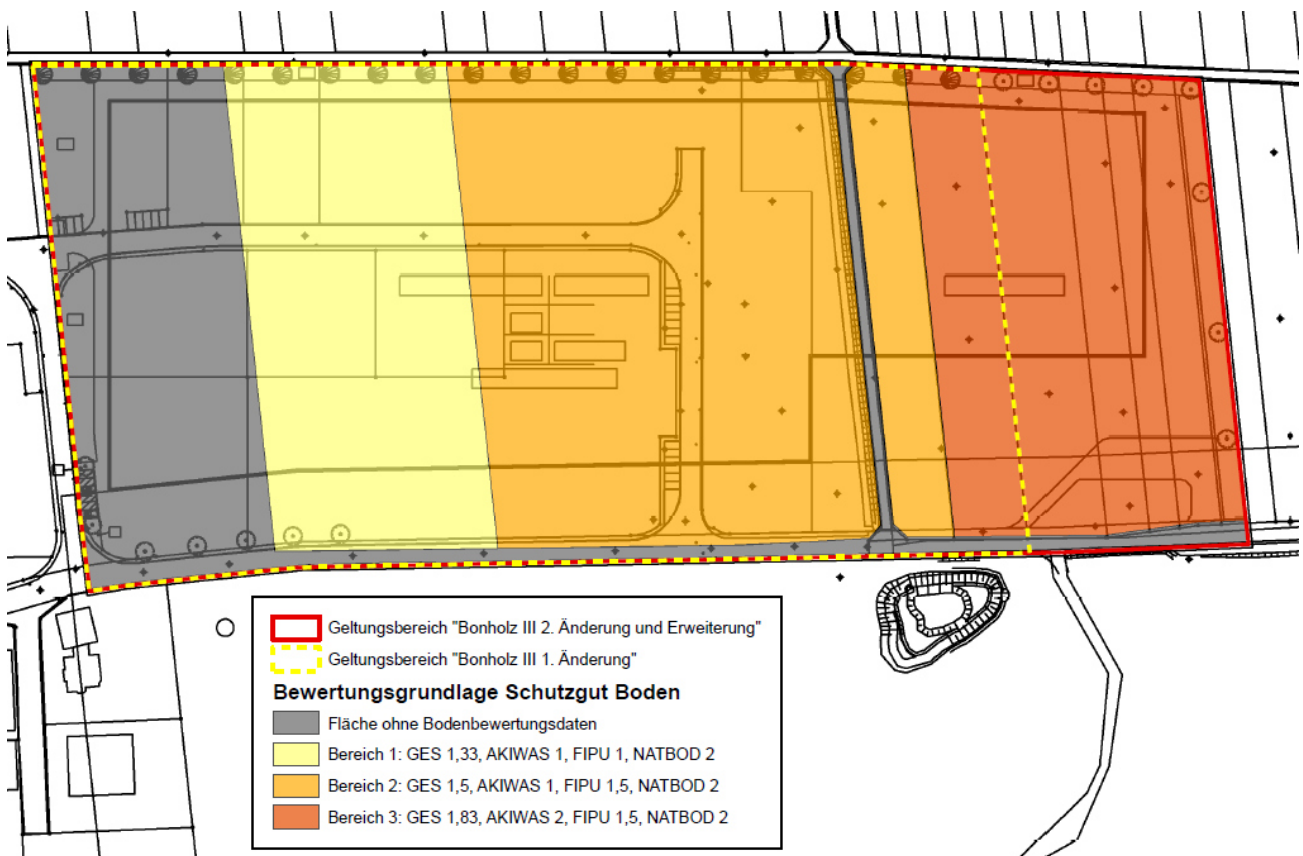 Geltungsbereich "Bonholz III 2. Änderung und Erweiterung"
Geltungsbereich "Bonholz III 1. Änderung"
Bewertungsgrundlage Schutzgut Boden
Fläche ohne Bodenbewertungsdaten
Bereich 1: GES 1,33, AKIWAS 1, FIPU 1, NATBOD 2
Bereich 2: GES 1,5, AKIWAS 1, FIPU 1,5, NATBOD 2
Bereich 3: GES 1,83, AKIWAS 2, FIPU 1,5, NATBOD 2